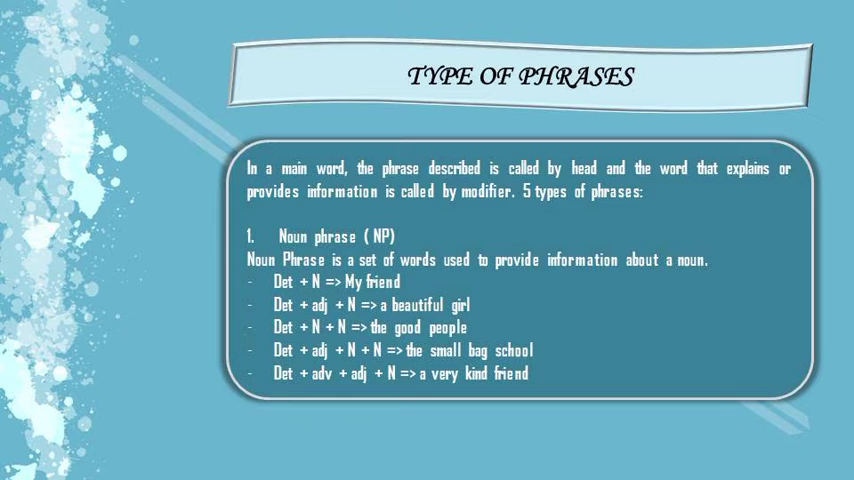 TYPE OF PHRASES
In a main word, the phrase described is called by head and the word that explains or
provides information is called by modifier. 5 types of phrases:
1. Noun phrase ( NP)
Noun Phrase is a set of words used to provide information about a noun.
- Det + N => My friend
- Det + adj + N => a beautiful girl
- Det + N + N => the good people
- Det + adj + N + N => the small bag school
- Det + adv + adj + N => a very kind friend